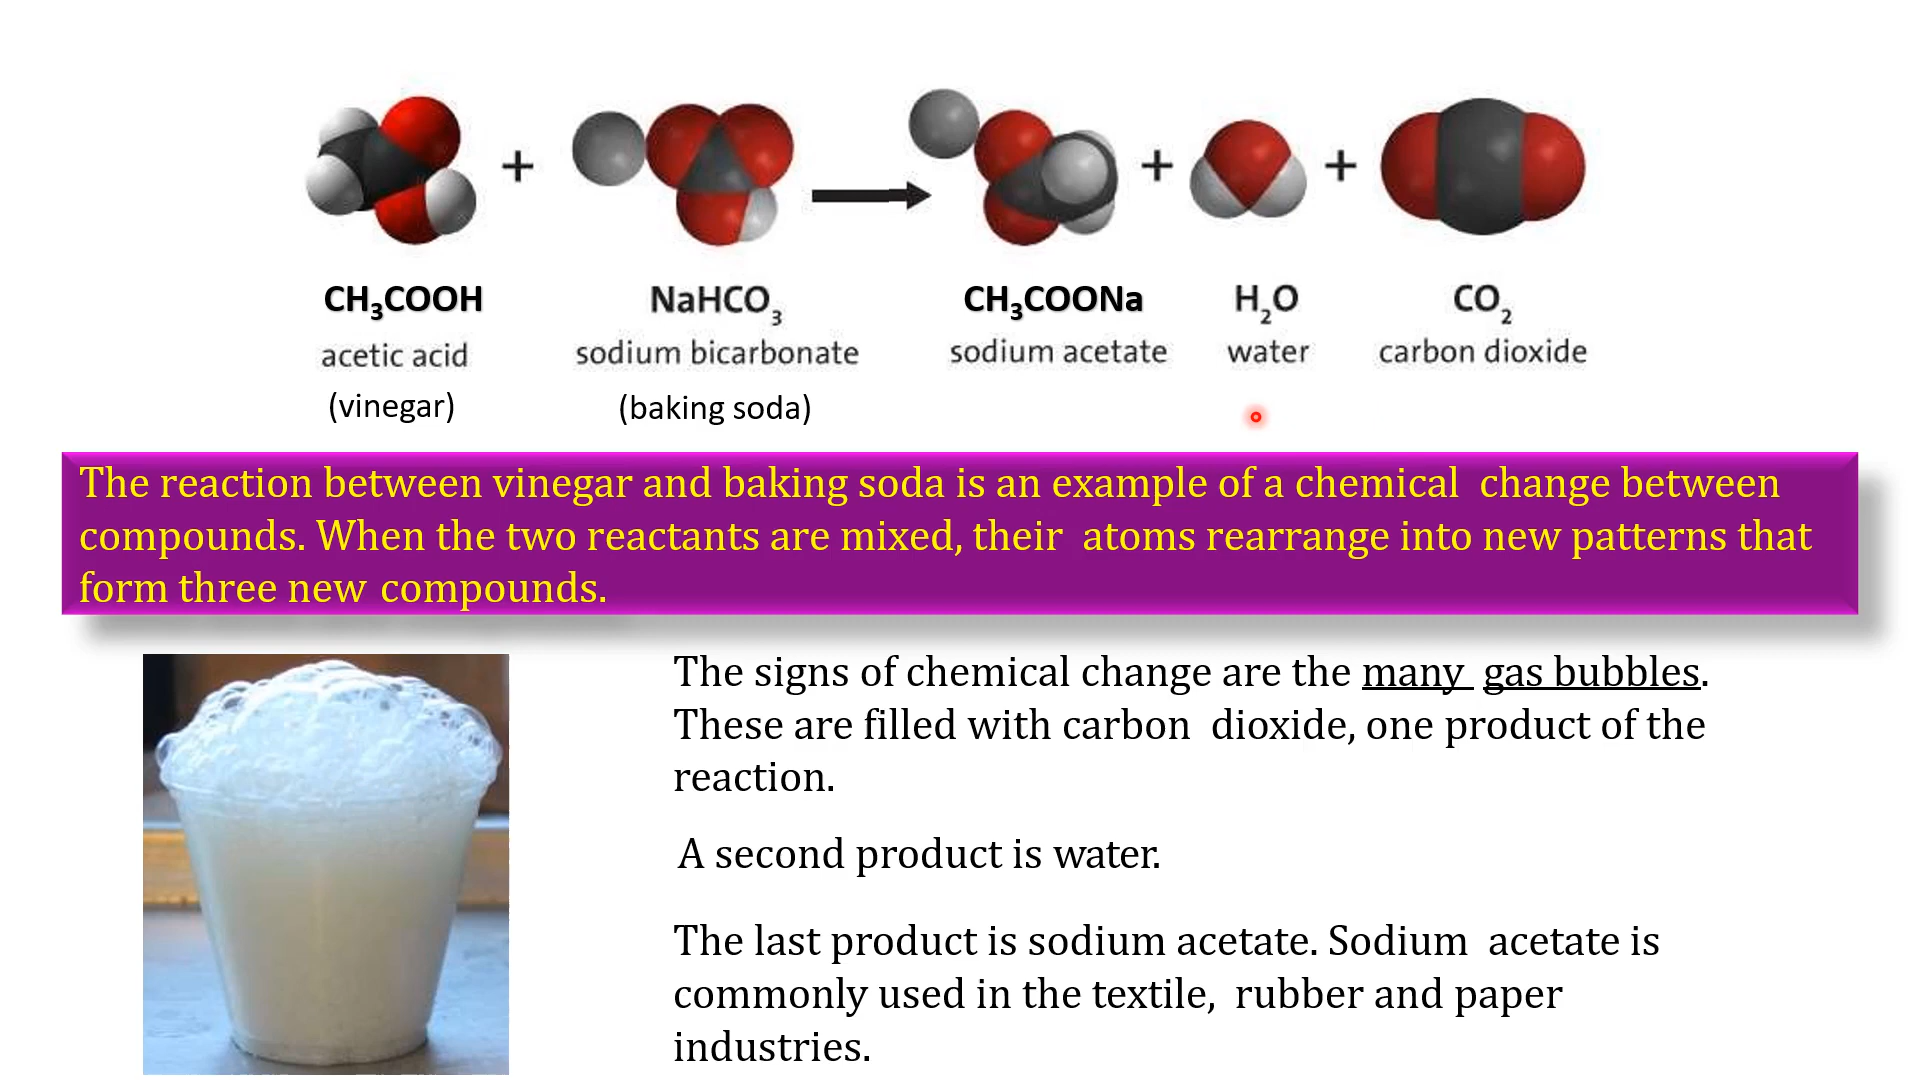 + + +
CH₃COOH NaHCO₃ CH₃COONa H₂O CO₂
acetic acid sodium bicarbonate sodium acetate water carbon dioxide
(vinegar) (baking soda)
The reaction between vinegar and baking soda is an example of a chemical change between
compounds. When the two reactants are mixed, their atoms rearrange into new patterns that
form three new compounds.
The signs of chemical change are the many gas bubbles.
These are filled with carbon dioxide, one product of the
reaction.
A second product is water.
The last product is sodium acetate. Sodium acetate is
commonly used in the textile, rubber and paper
industries.